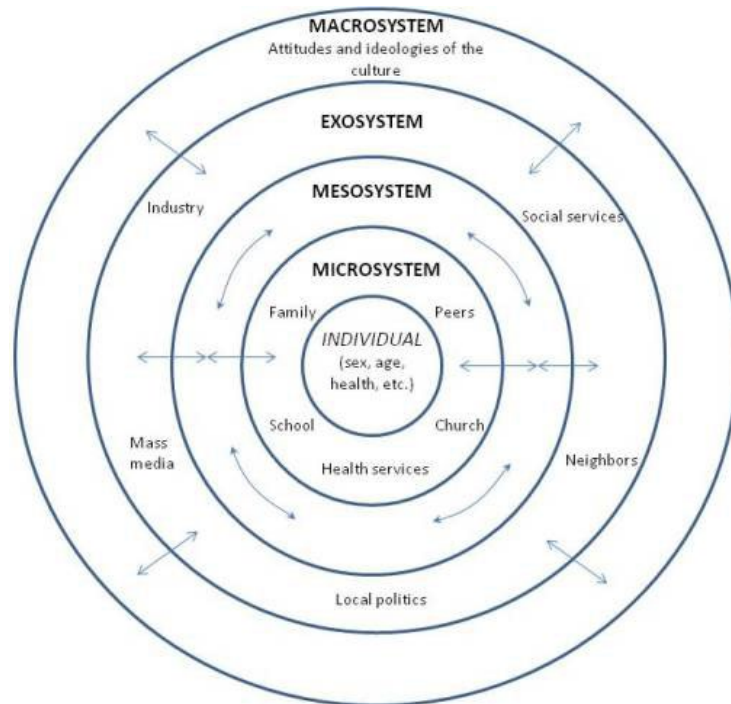 MACROSYSTEM
Attitudes and ideologies of the
culture
EXOSYSTEM
MESOSYSTEM
Industry
Social services
MICROSYSTEM
Family
Peers
INDIVIDUAL
(sex, age,
health, etc.)
School
Church
Mass
media
Health services
Neighbors
Local politics